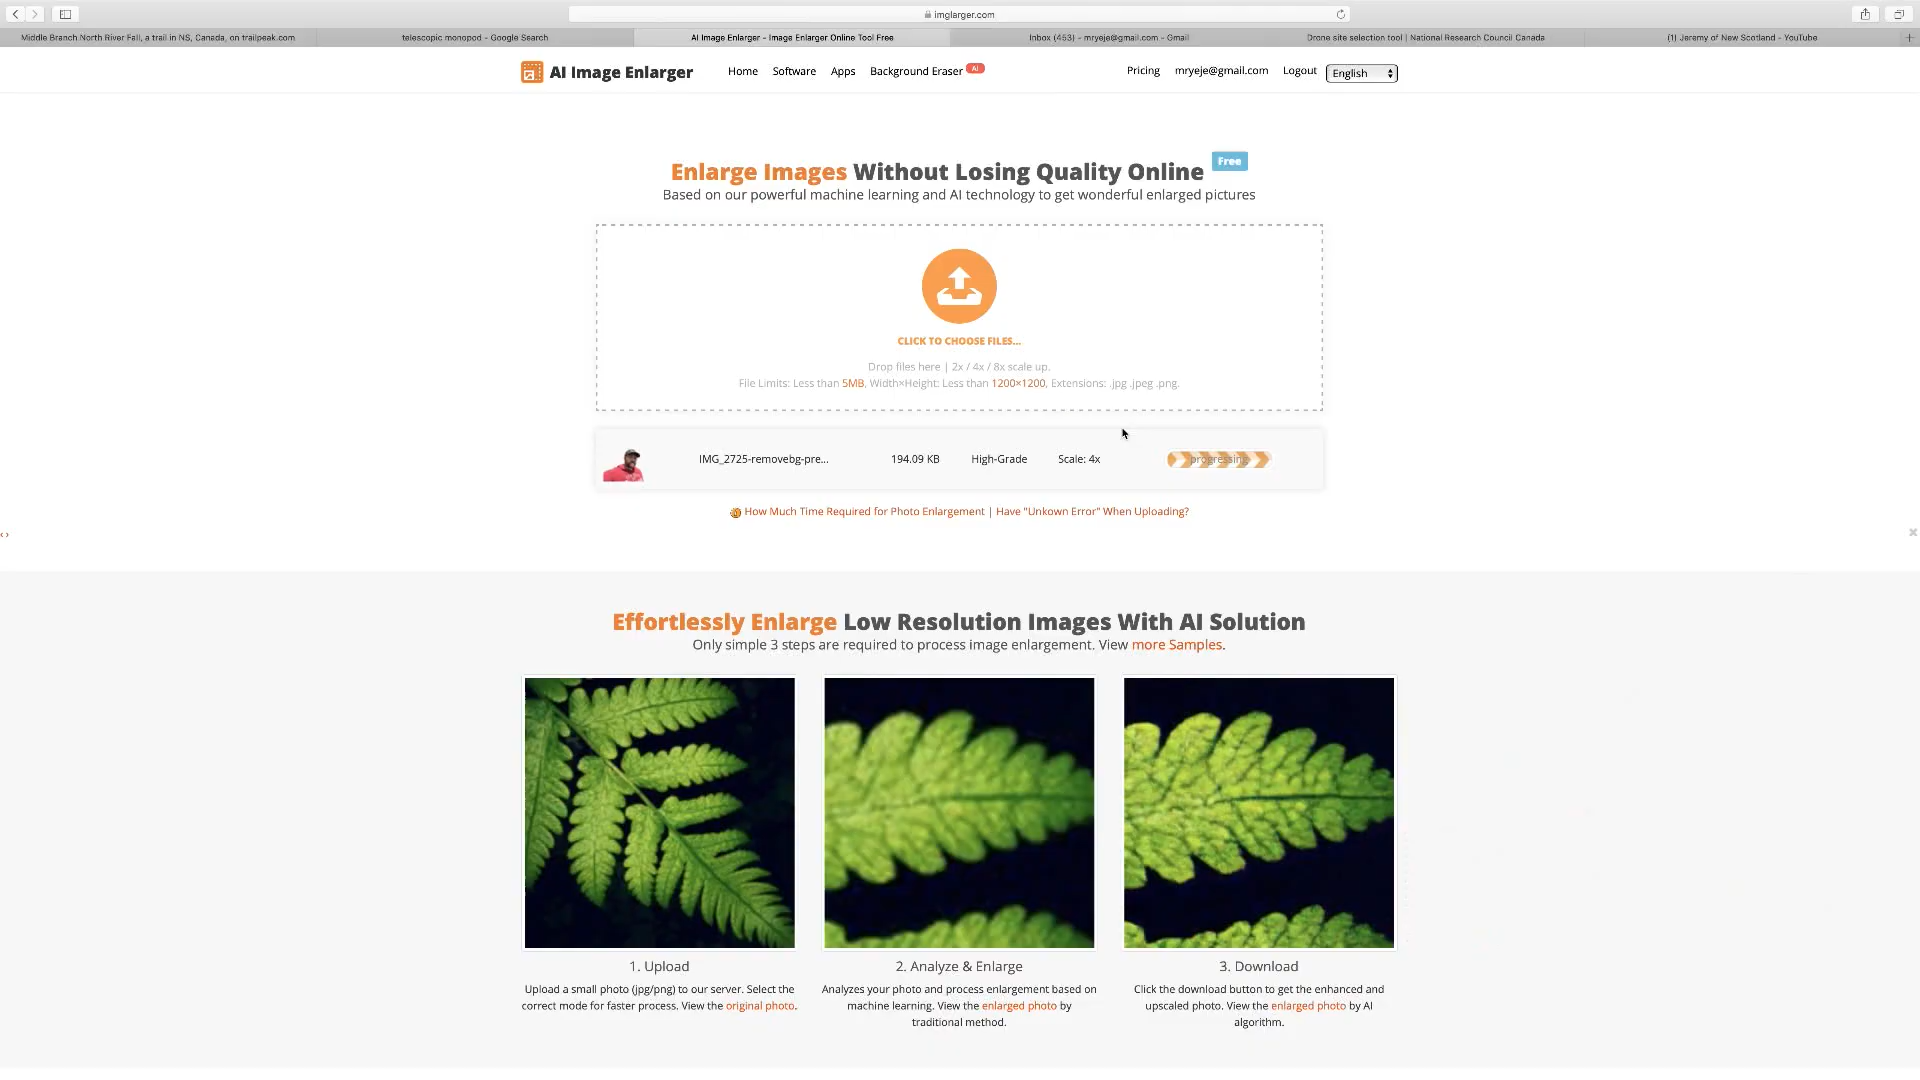 imglarger.com
Middle Branch North River Fall, a trail in NS, Canada, on trailpeak.com
telescopic monopod - Google Search
AI Image Enlarger - Image Enlarger Online Tool Free
Inbox (453) - mryeje@gmail.com - Gmail
Drone site selection tool | National Research Council Canada
(1) Jeremy of New Scotland - YouTube
AI Image Enlarger
Home
Software
Apps
Background Eraser
AI
Pricing
mryeje@gmail.com
Logout
English
Enlarge Images Without Losing Quality Online
Free
Based on our powerful machine learning and AI technology to get wonderful enlarged pictures
CLICK TO CHOOSE FILES...
Drop files here | 2x / 4x / 8x scale up.
File Limits: Less than 5MB, Width×Height: Less than 1200×1200, Extensions: .jpg .jpeg .png.
IMG_2725-removebg-pre...
194.09 KB
High-Grade
Scale: 4x
progressing
How Much Time Required for Photo Enlargement | Have "Unkown Error" When Uploading?
Effortlessly Enlarge Low Resolution Images With AI Solution
Only simple 3 steps are required to process image enlargement. View more Samples.
1. Upload
Upload a small photo (jpg/png) to our server. Select the
correct mode for faster process. View the original photo.
2. Analyze & Enlarge
Analyzes your photo and process enlargement based on
machine learning. View the enlarged photo by
traditional method.
3. Download
Click the download button to get the enhanced and
upscaled photo. View the enlarged photo by AI
algorithm.